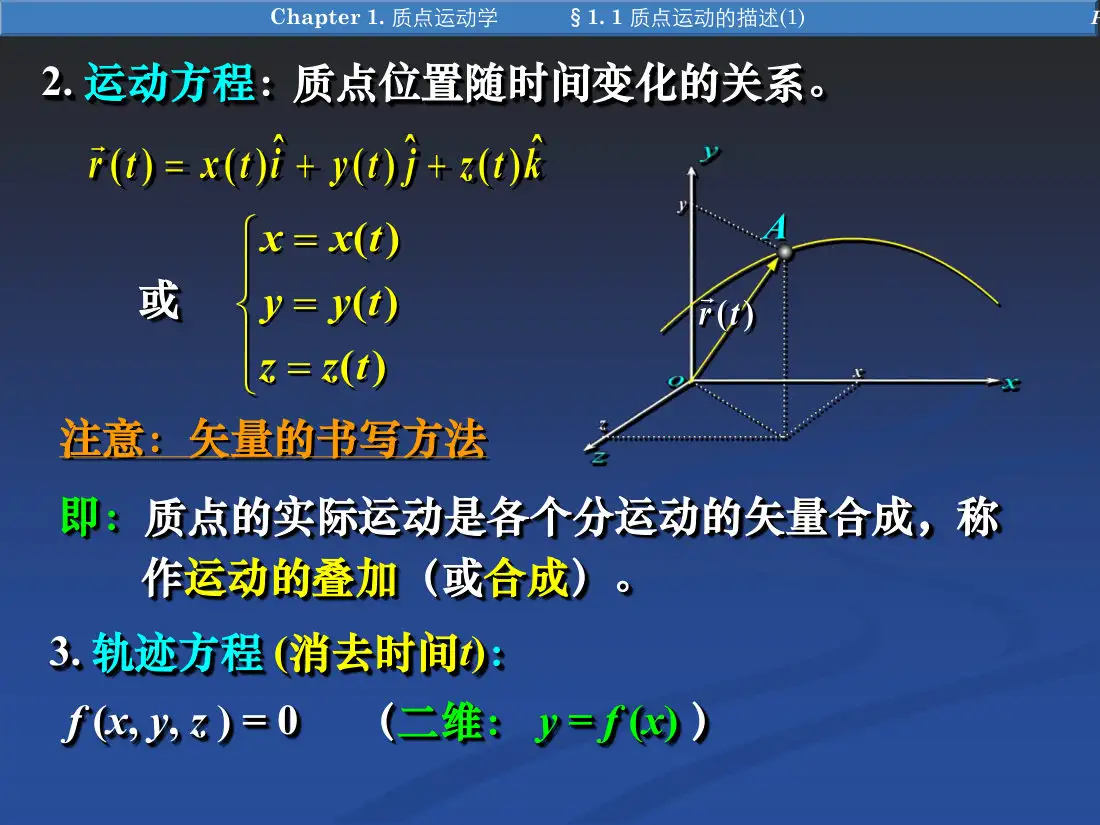 Chapter 1. 质点运动学 §1. 1 质点运动的描述(1)
2. 运动方程：质点位置随时间变化的关系。
r⃗(t) = x(t)î + y(t)ĵ + z(t)k̂
或
x = x(t)
y = y(t)
z = z(t)
y
y
A
r⃗(t)
o
x
x
z
z
注意：矢量的书写方法
即：质点的实际运动是各个分运动的矢量合成，称
作运动的叠加（或合成）。
3. 轨迹方程 (消去时间t)：
f (x, y, z ) = 0 （二维： y = f (x) ）